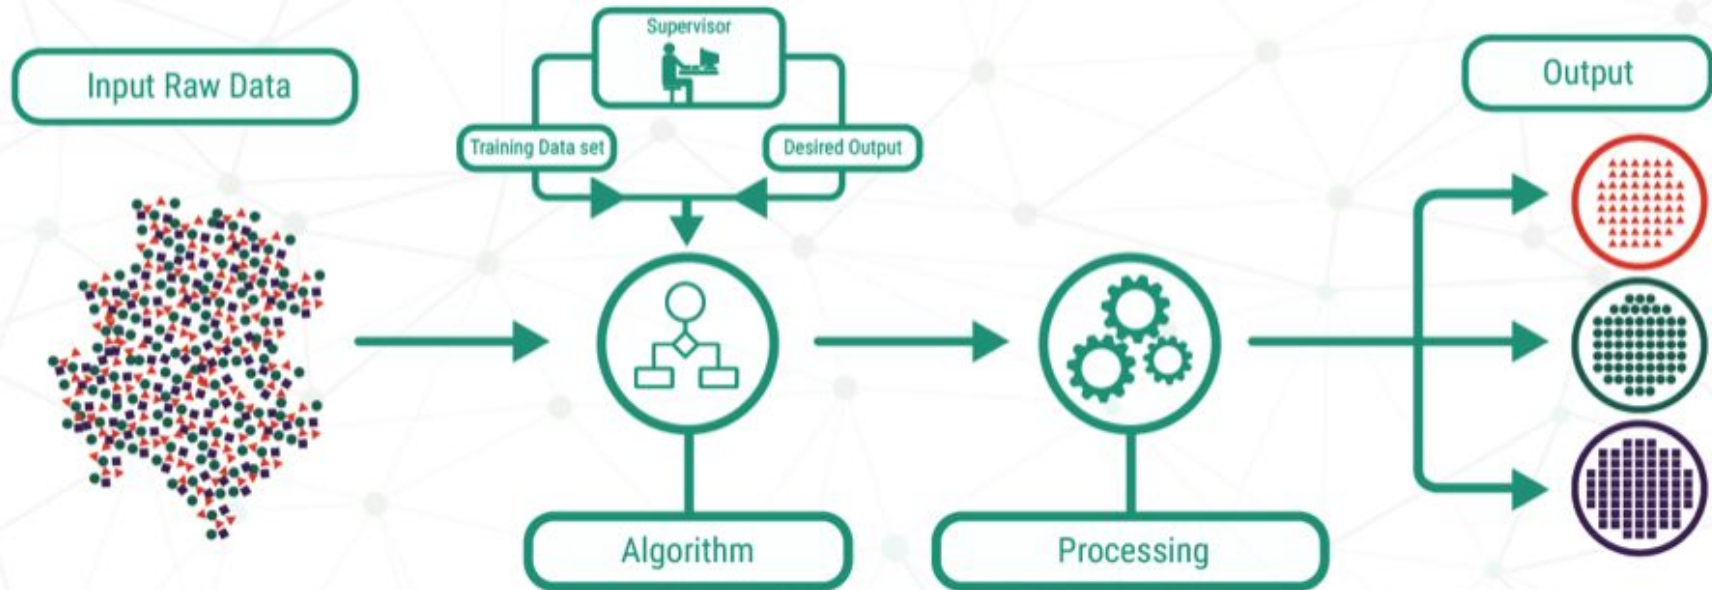 Input Raw Data
Supervisor
Training Data set
Desired Output
Algorithm
Processing
Output